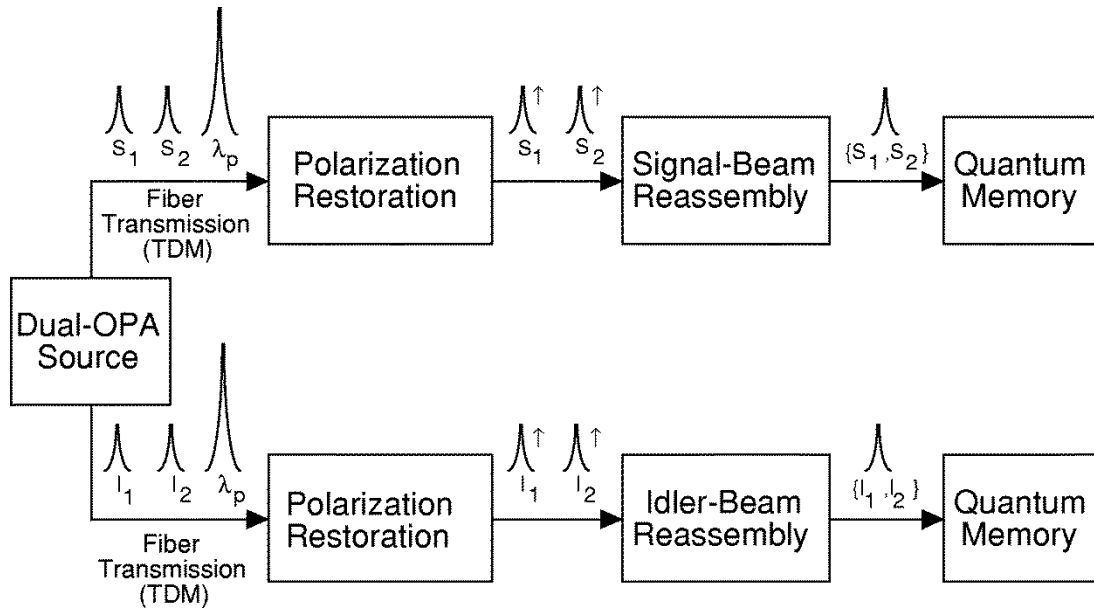 S₁ S₂ λₚ
Fiber
Transmission
(TDM)
Polarization
Restoration
S₁ ↑ S₂ ↑
Signal-Beam
Reassembly
{S₁,S₂}
Quantum
Memory
Dual-OPA
Source
I₁ I₂ λₚ
Fiber
Transmission
(TDM)
Polarization
Restoration
I₁ ↑ I₂ ↑
Idler-Beam
Reassembly
{I₁,I₂}
Quantum
Memory